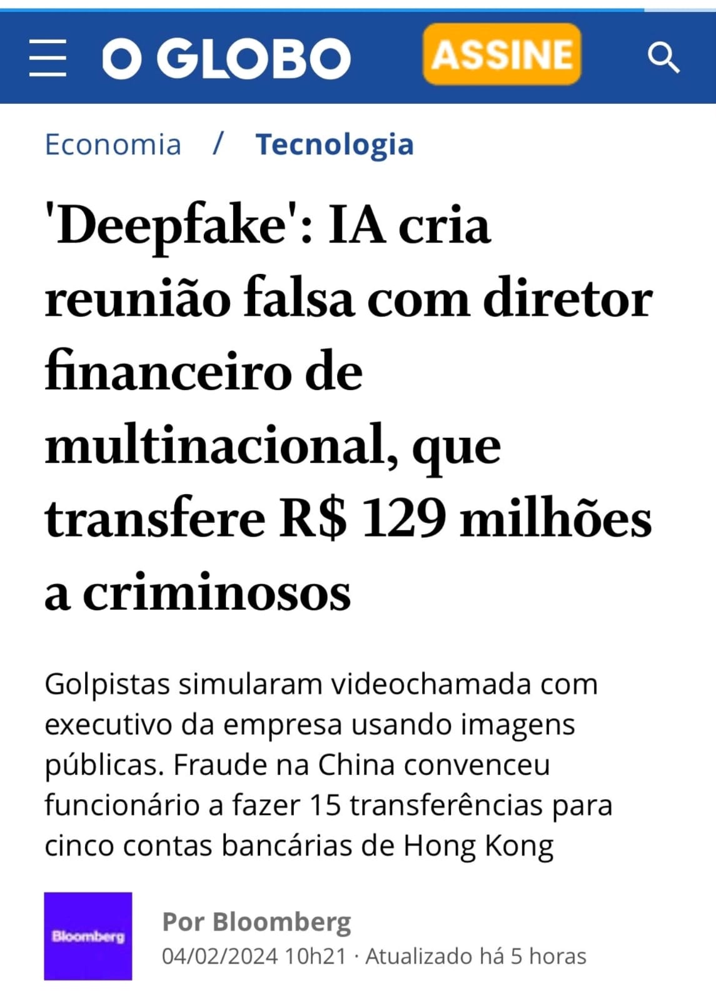 O GLOBO
ASSINE
Economia / Tecnologia
'Deepfake': IA cria
reunião falsa com diretor
financeiro de
multinacional, que
transfere R$ 129 milhões
a criminosos
Golpistas simularam videochamada com
executivo da empresa usando imagens
públicas. Fraude na China convenceu
funcionário a fazer 15 transferências para
cinco contas bancárias de Hong Kong
Bloomberg
Por Bloomberg
04/02/2024 10h21 · Atualizado há 5 horas